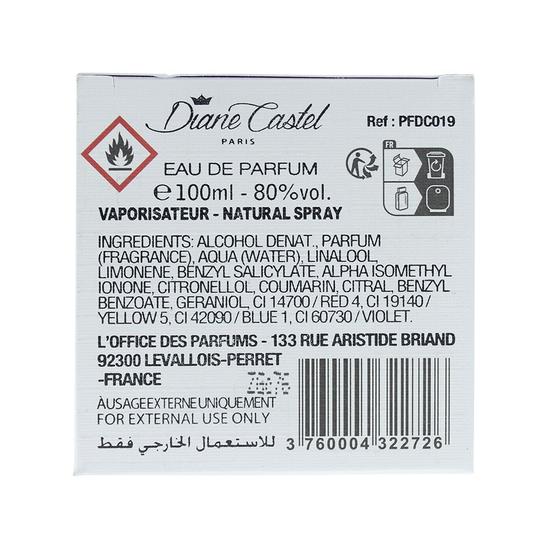 Diane Castel
PARIS
Ref : PFDC019
FR
EAU DE PARFUM
℮ 100ml - 80%vol.
VAPORISATEUR - NATURAL SPRAY
INGREDIENTS: ALCOHOL DENAT., PARFUM
(FRAGRANCE), AQUA (WATER), LINALOOL,
LIMONENE, BENZYL SALICYLATE, ALPHA ISOMETHYL
IONONE, CITRONELLOL, COUMARIN, CITRAL, BENZYL
BENZOATE, GERANIOL, CI 14700 / RED 4, CI 19140 /
YELLOW 5, CI 42090 / BLUE 1, CI 60730 / VIOLET.
L'OFFICE DES PARFUMS - 133 RUE ARISTIDE BRIAND
92300 LEVALLOIS-PERRET
-FRANCE
ÀUSAGEEXTERNEUNIQUEMENT
FOR EXTERNAL USE ONLY
للاستعمال الخارجي فقط
3 760004 322726